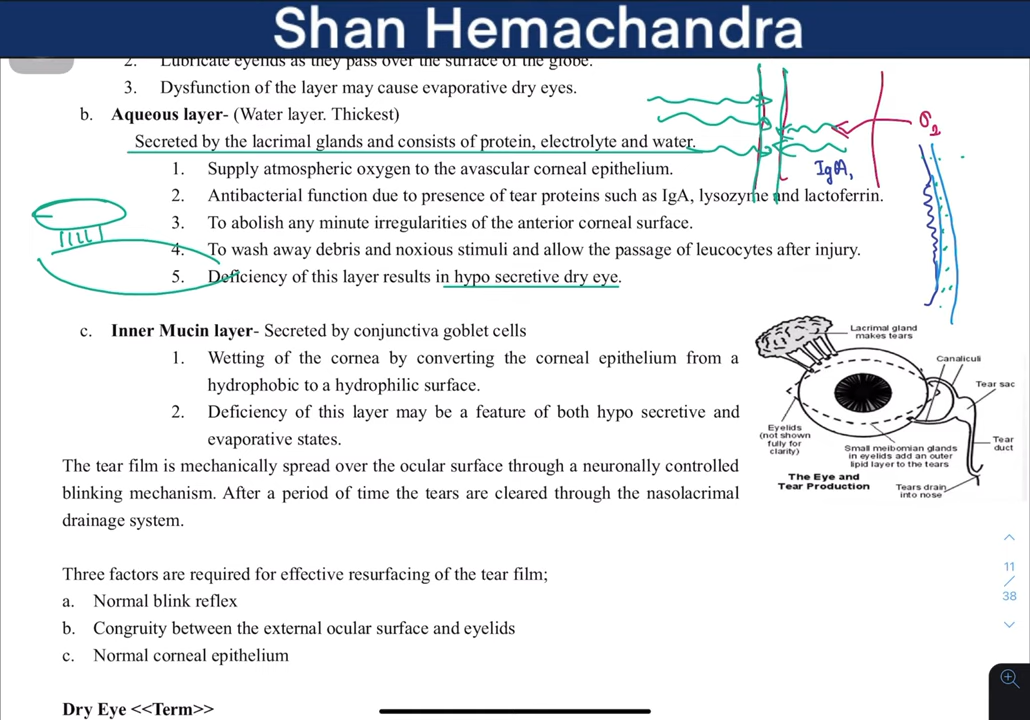 Shan Hemachandra
2. Lubricate eyelids as they pass over the surface of the globe.
3. Dysfunction of the layer may cause evaporative dry eyes.
b. Aqueous layer- (Water layer. Thickest)
Secreted by the lacrimal glands and consists of protein, electrolyte and water.
1. Supply atmospheric oxygen to the avascular corneal epithelium.
2. Antibacterial function due to presence of tear proteins such as IgA, lysozyme and lactoferrin.
3. To abolish any minute irregularities of the anterior corneal surface.
4. To wash away debris and noxious stimuli and allow the passage of leucocytes after injury.
5. Deficiency of this layer results in hypo secretive dry eye.
O2
IgA,
c. Inner Mucin layer- Secreted by conjunctiva goblet cells
1. Wetting of the cornea by converting the corneal epithelium from a
hydrophobic to a hydrophilic surface.
2. Deficiency of this layer may be a feature of both hypo secretive and
evaporative states.
The tear film is mechanically spread over the ocular surface through a neuronally controlled
blinking mechanism. After a period of time the tears are cleared through the nasolacrimal
drainage system.
Lacrimal gland
makes tears
Canaliculi
Tear sac
Eyelids
(not shown
fully for
clarity)
Small meibomian glands
in eyelids add an outer
lipid layer to the tears
Tear
duct
The Eye and
Tear Production
Tears drain
into nose
Three factors are required for effective resurfacing of the tear film;
a. Normal blink reflex
b. Congruity between the external ocular surface and eyelids
c. Normal corneal epithelium
Dry Eye <<Term>>
11
/
38